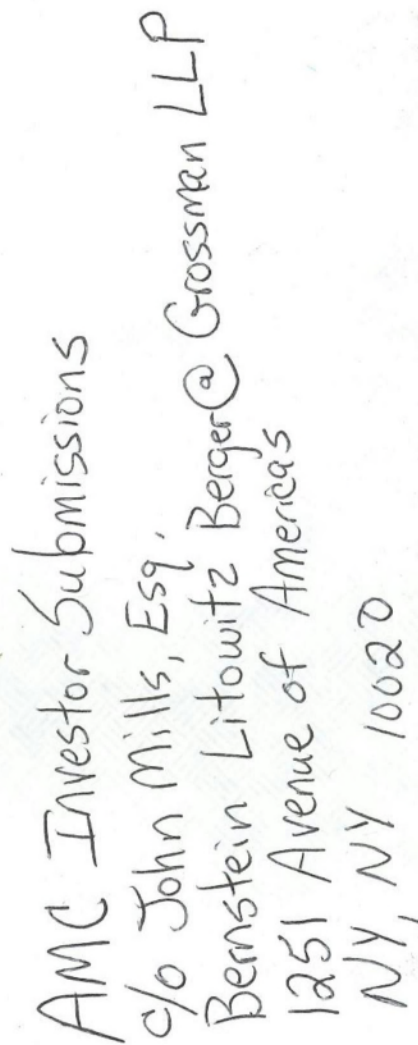 AMC Investor Submissions
c/o John Mills, Esq.
Bernstein Litowitz Berger @ Grossman LLP
1251 Avenue of Americas
NY, NY 10020